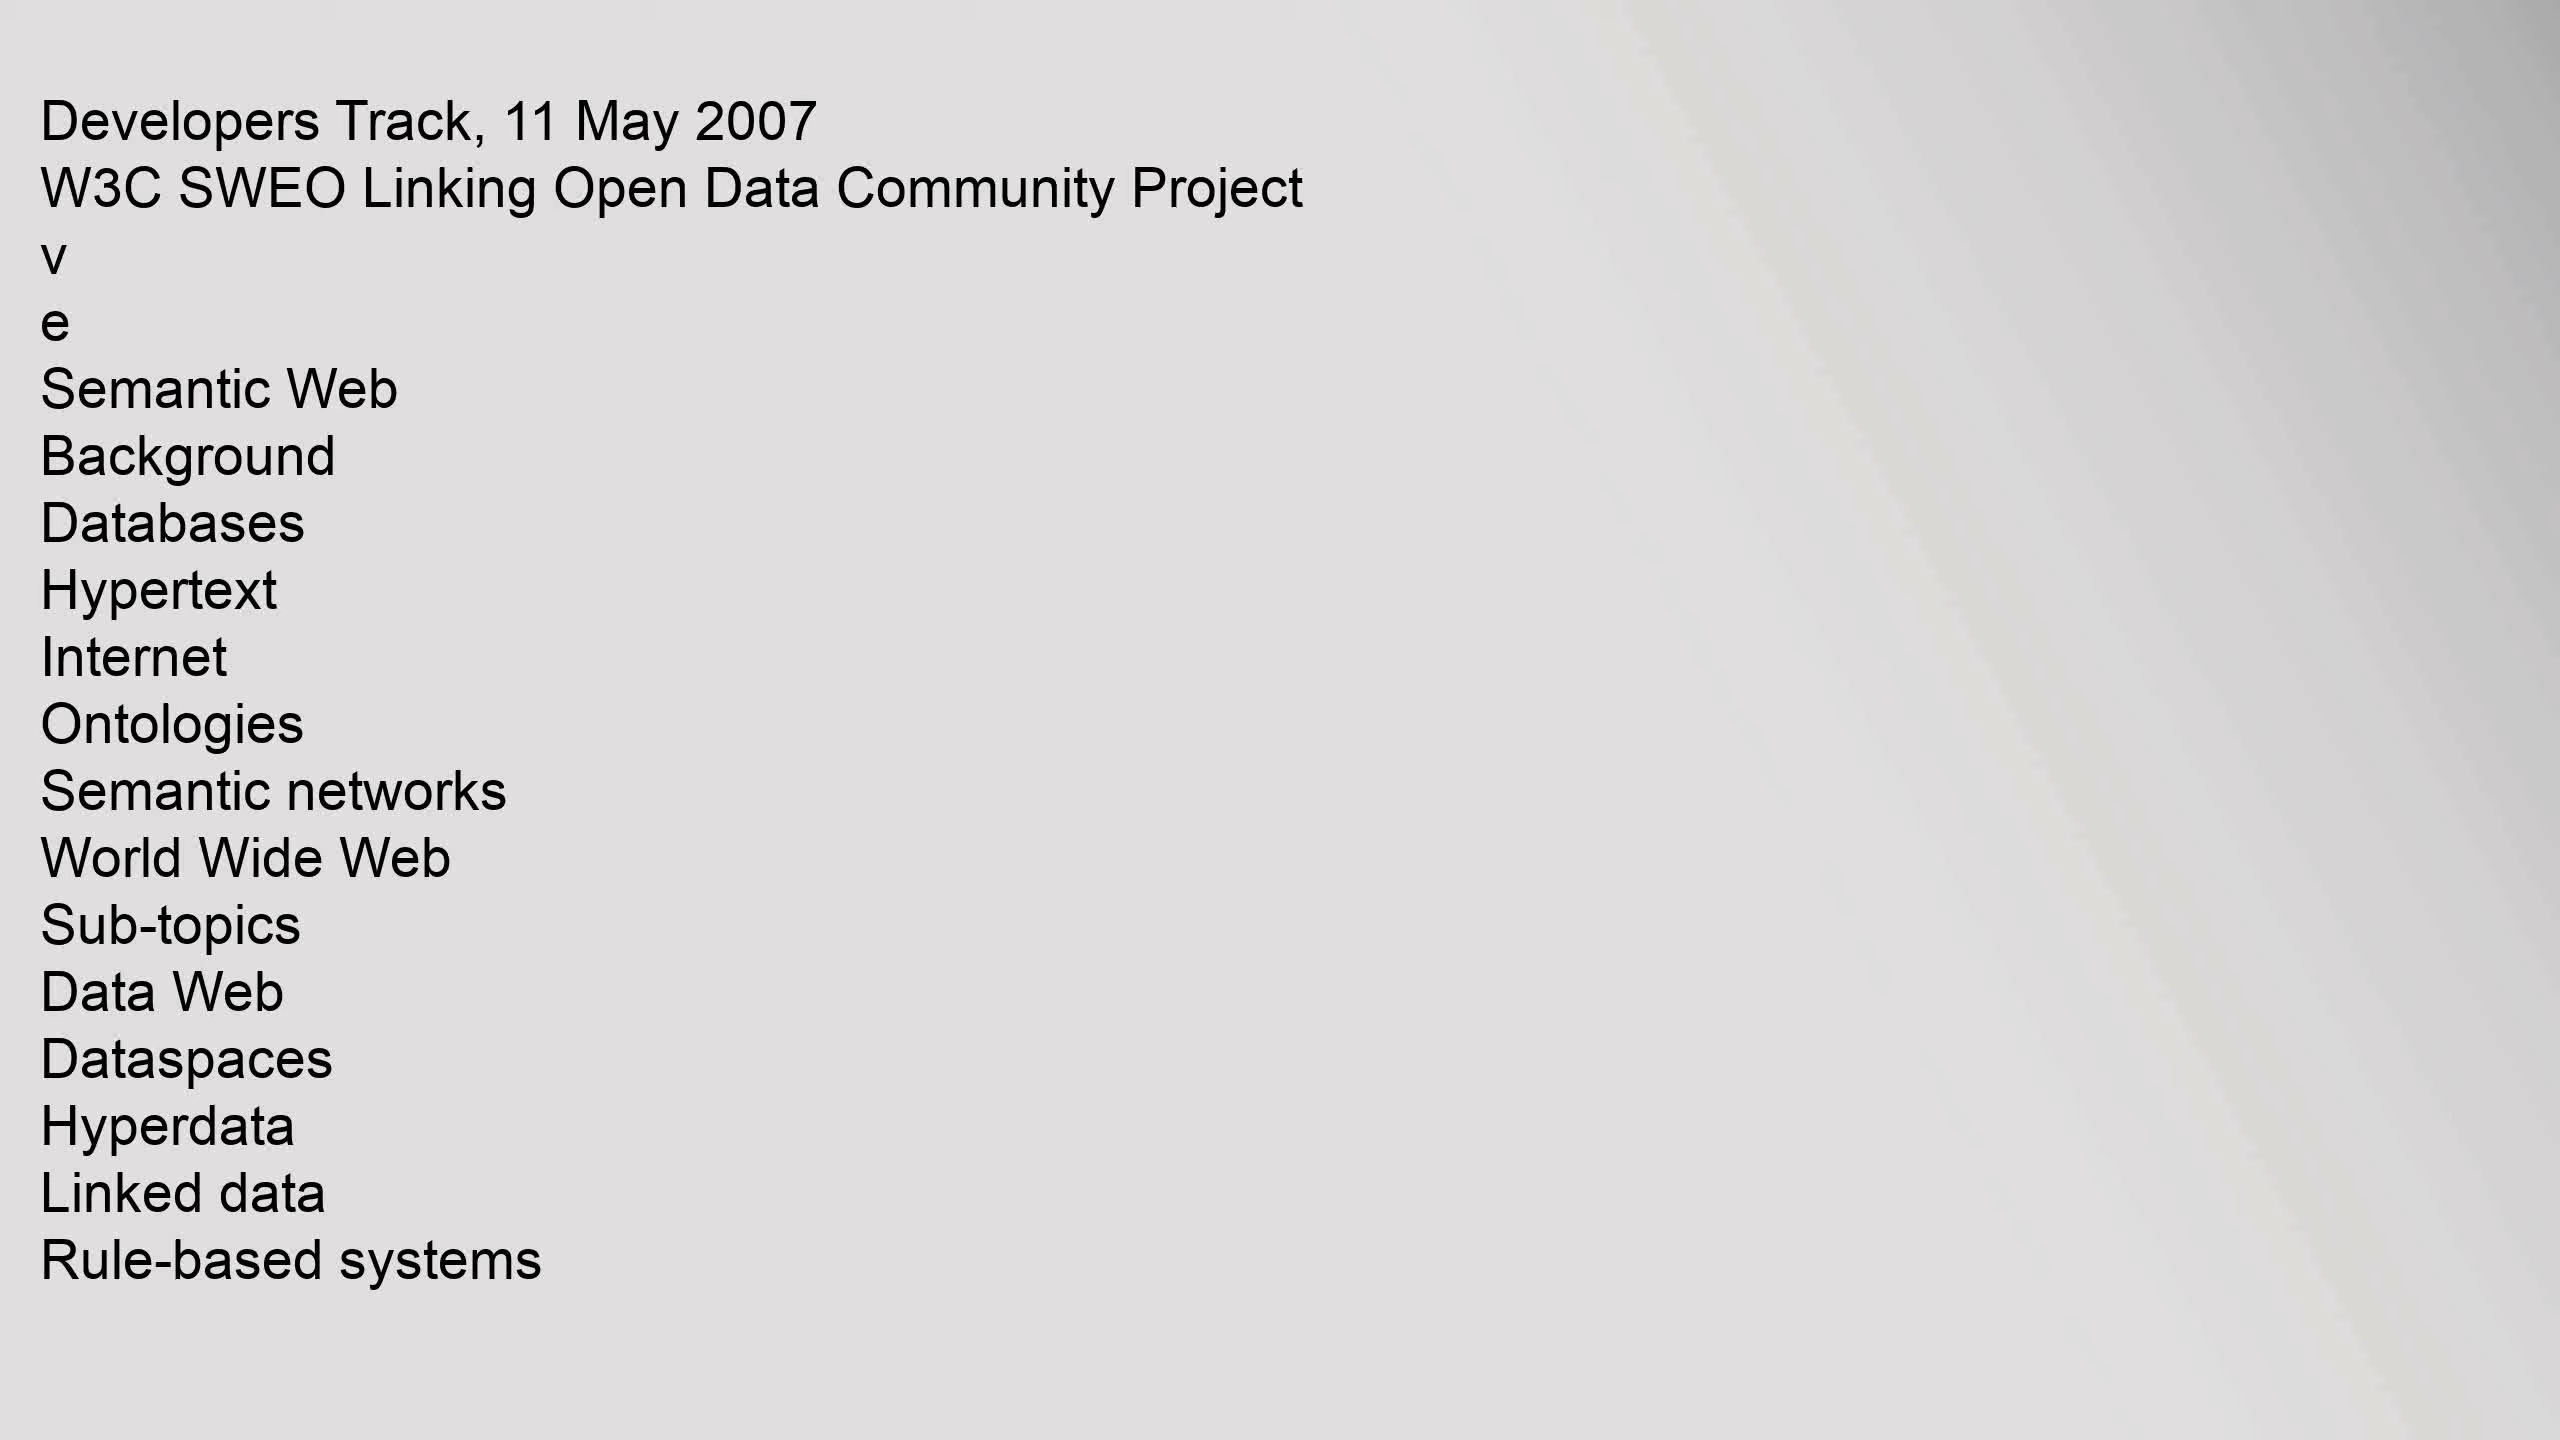 Developers Track, 11 May 2007
W3C SWEO Linking Open Data Community Project
v
e
Semantic Web
Background
Databases
Hypertext
Internet
Ontologies
Semantic networks
World Wide Web
Sub-topics
Data Web
Dataspaces
Hyperdata
Linked data
Rule-based systems